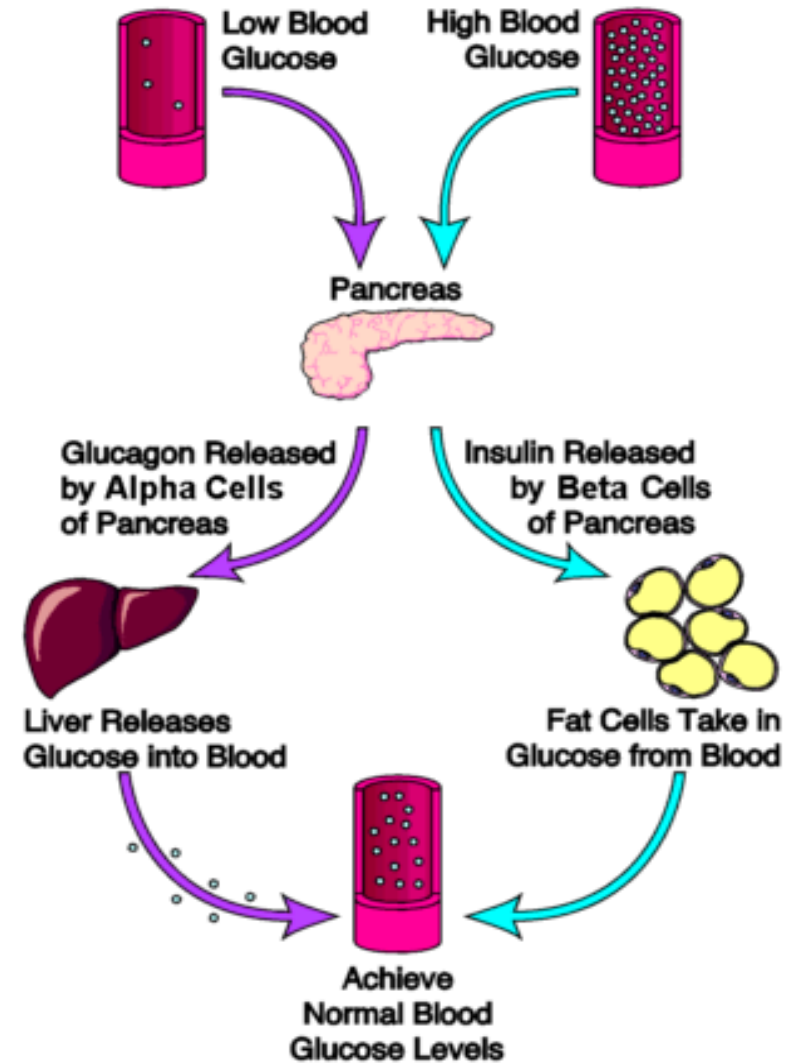 Low Blood
Glucose
High Blood
Glucose
Pancreas
Glucagon Released
by Alpha Cells
of Pancreas
Insulin Released
by Beta Cells
of Pancreas
Liver Releases
Glucose into Blood
Fat Cells Take in
Glucose from Blood
Achieve
Normal Blood
Glucose Levels